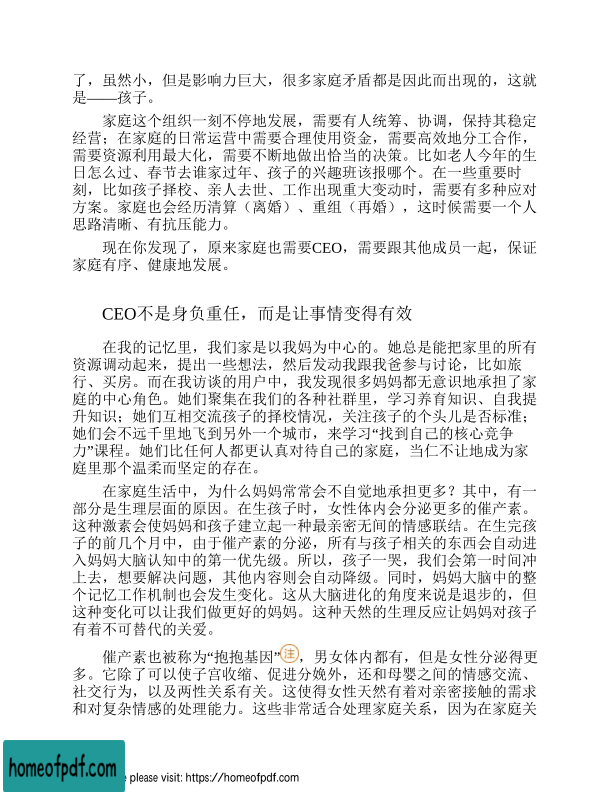 了，虽然小，但是影响力巨大，很多家庭矛盾都是因此而出现的，这就
是——孩子。
家庭这个组织一刻不停地发展，需要有人统筹、协调，保持其稳定
经营；在家庭的日常运营中需要合理使用资金，需要高效地分工合作，
需要资源利用最大化，需要不断地做出恰当的决策。比如老人今年的生
日怎么过、春节去谁家过年、孩子的兴趣班该报哪个。在一些重要时
刻，比如孩子择校、亲人去世、工作出现重大变动时，需要有多种应对
方案。家庭也会经历清算（离婚）、重组（再婚），这时候需要一个人
思路清晰、有抗压能力。
现在你发现了，原来家庭也需要CEO，需要跟其他成员一起，保证
家庭有序、健康地发展。
CEO不是身负重任，而是让事情变得有效
在我的记忆里，我们家是以我妈为中心的。她总是能把家里的所有
资源调动起来，提出一些想法，然后发动我跟我爸参与讨论，比如旅
行、买房。而在我访谈的用户中，我发现很多妈妈都无意识地承担了家
庭的中心角色。她们聚集在我们的各种社群里，学习养育知识、自我提
升知识；她们互相交流孩子的择校情况，关注孩子的个头儿是否标准；
她们会不远千里地飞到另外一个城市，来学习“找到自己的核心竞争
力”课程。她们比任何人都更认真对待自己的家庭，当仁不让地成为家
庭里那个温柔而坚定的存在。
在家庭生活中，为什么妈妈常常会不自觉地承担更多？其中，有一
部分是生理层面的原因。在生孩子时，女性体内会分泌更多的催产素。
这种激素会使妈妈和孩子建立起一种最亲密无间的情感联结。在生完孩
子的前几个月中，由于催产素的分泌，所有与孩子相关的东西会自动进
入妈妈大脑认知中的第一优先级。所以，孩子一哭，我们会第一时间冲
上去，想要解决问题，其他内容则会自动降级。同时，妈妈大脑中的整
个记忆工作机制也会发生变化。这从大脑进化的角度来说是退步的，但
这种变化可以让我们做更好的妈妈。这种天然的生理反应让妈妈对孩子
有着不可替代的关爱。
催产素也被称为“抱抱基因”注，男女体内都有，但是女性分泌得更
多。它除了可以使子宫收缩、促进分娩外，还和母婴之间的情感交流、
社交行为，以及两性关系有关。这使得女性天然有着对亲密接触的需求
和对复杂情感的处理能力。这些非常适合处理家庭关系，因为在家庭关
homeofpdf.com
e please visit: https://homeofpdf.com